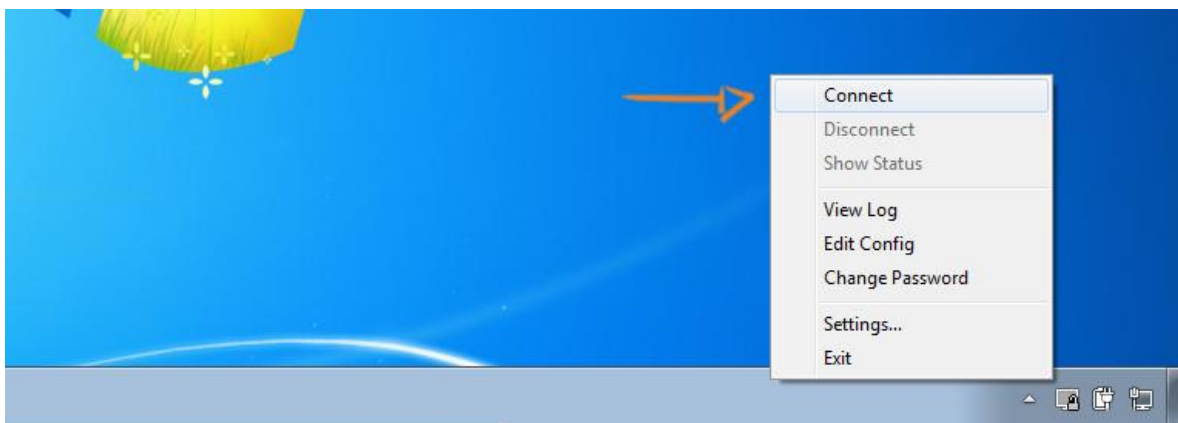 Connect
Disconnect
Show Status
View Log
Edit Config
Change Password
Settings...
Exit